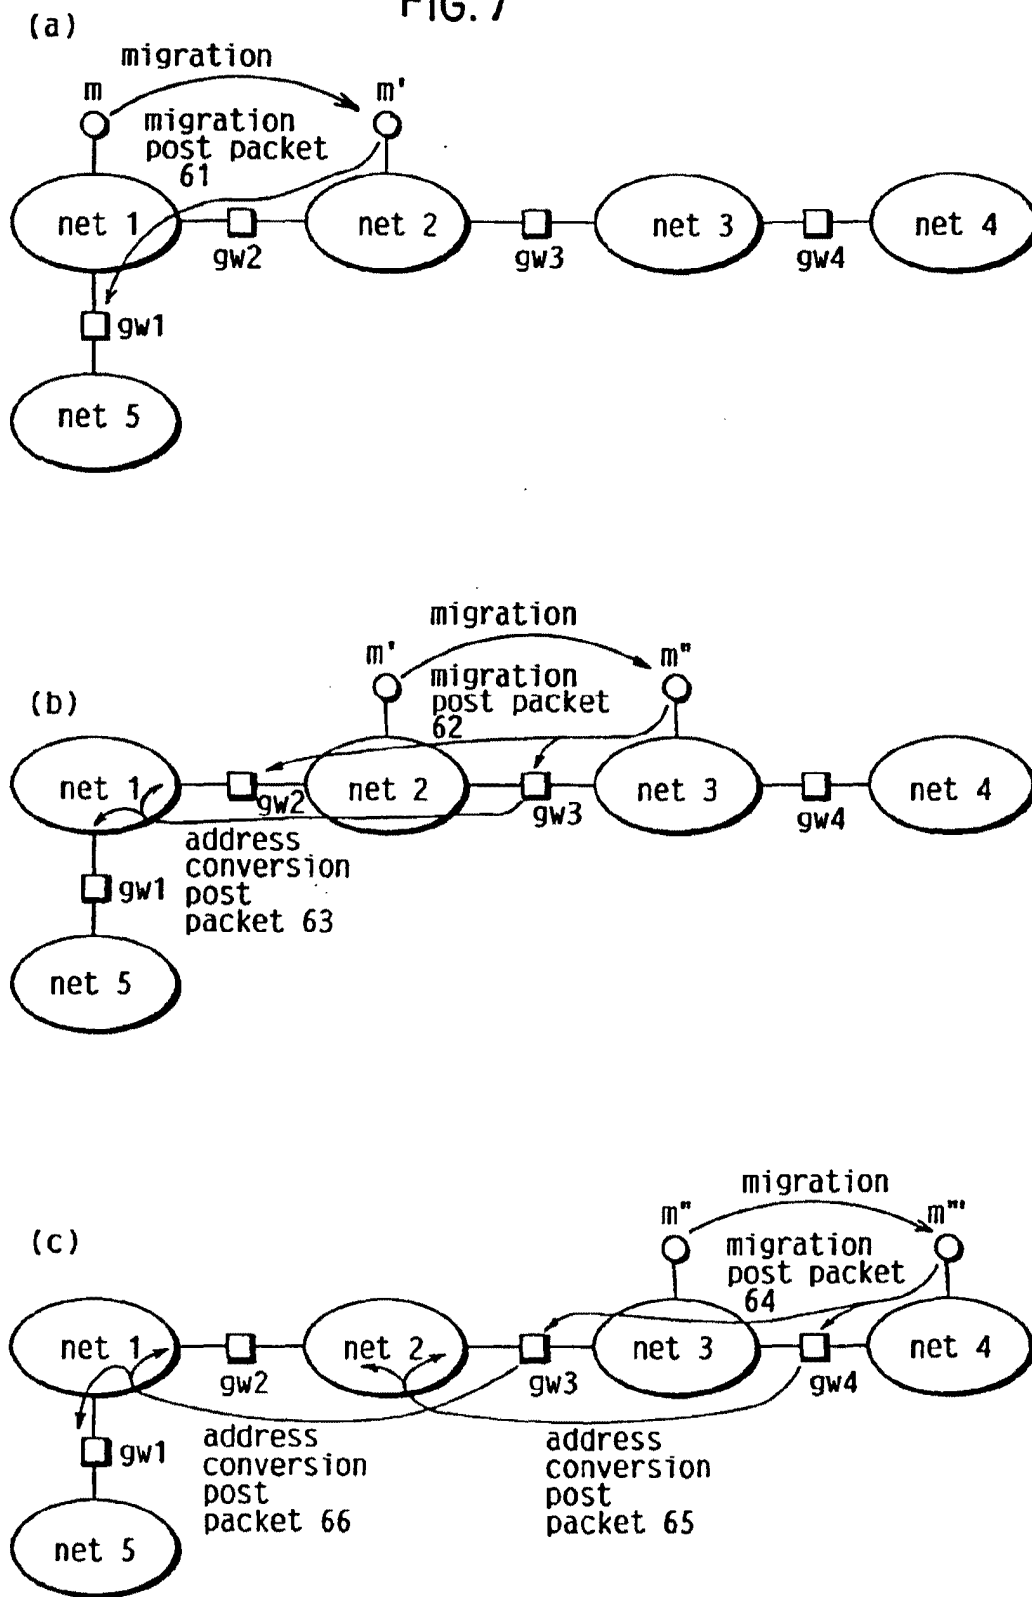 FIG. 7
(a)
migration
m
m'
migration
post packet
61
net 1
net 2
net 3
net 4
gw2
gw3
gw4
gw1
net 5
(b)
migration
m'
m"
migration
post packet
62
net 1
net 2
net 3
net 4
gw2
gw3
gw4
address
conversion
post
packet 63
gw1
net 5
(c)
migration
m"
m"'
migration
post packet
64
net 1
net 2
net 3
net 4
gw2
gw3
gw4
address
conversion
post
packet 66
address
conversion
post
packet 65
gw1
net 5